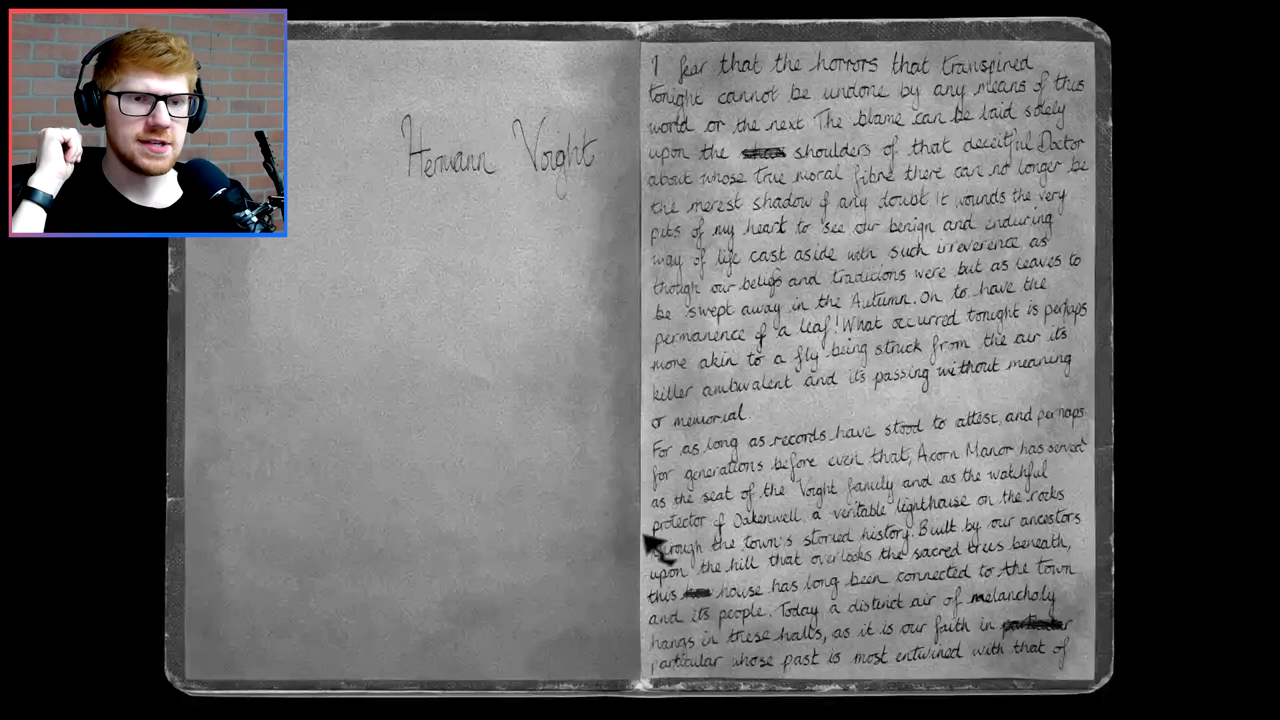 Hermann Voight
I fear that the horrors that transpired
tonight cannot be undone by any means of this
world or the next The blame can be laid solely
upon the shoulders of that deceitful Doctor
about whose true moral fibre there can no longer be
the merest shadow of any doubt. It wounds the very
pits of my heart to see our benign and enduring
way of life cast aside with such irreverence as
though our beliefs and traditions were but as leaves to
be swept away in the Autumn. Oh to have the
permanence of a leaf! What occurred tonight is perhaps
more akin to a fly being struck from the air its
killer ambivalent and its passing without meaning
or memorial.
For as long as records have stood to attest, and perhaps
for generations before even that, Acorn Manor has served
as the seat of the Voight family and as the watchful
protector of Oakenwell, a veritable lighthouse on the rocks
through the town's storied history. Built by our ancestors
upon the hill that overlooks the sacred trees beneath,
this house has long been connected to the town
and its people. Today a distinct air of melancholy
hangs in these halls, as it is our faith in
particular whose past is most entwined with that of